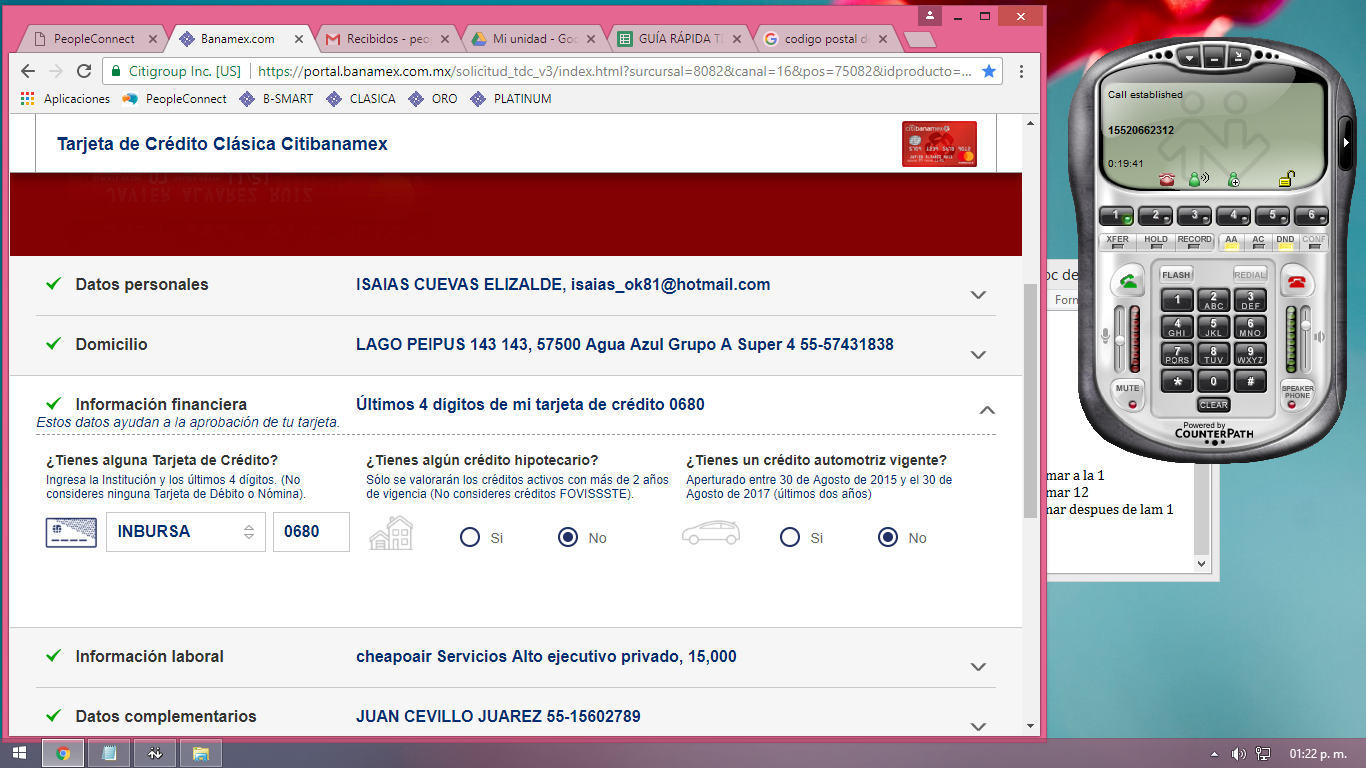 PeopleConnect
Banamex.com
Recibidos - peo
Mi unidad - Goo
GUÍA RÁPIDA T
codigo postal de
Citigroup Inc. [US]
https://portal.banamex.com.mx/solicitud_tdc_v3/index.html?surcursal=8082&canal=16&pos=75082&idproducto=...
Aplicaciones
PeopleConnect
B-SMART
CLASICA
ORO
PLATINUM
Tarjeta de Crédito Clásica Citibanamex
citibanamex
JAVIER ALVAREZ RUIZ
Datos personales
ISAIAS CUEVAS ELIZALDE, isaias_ok81@hotmail.com
Domicilio
LAGO PEIPUS 143 143, 57500 Agua Azul Grupo A Super 4 55-57431838
Información financiera
Últimos 4 dígitos de mi tarjeta de crédito 0680
Estos datos ayudan a la aprobación de tu tarjeta.
¿Tienes alguna Tarjeta de Crédito?
Ingresa la Institución y los últimos 4 dígitos. (No
consideres ninguna Tarjeta de Débito o Nómina).
INBURSA
0680
¿Tienes algún crédito hipotecario?
Sólo se valorarán los créditos activos con más de 2 años
de vigencia (No consideres créditos FOVISSSTE).
Si
No
¿Tienes un crédito automotriz vigente?
Aperturado entre 30 de Agosto de 2015 y el 30 de
Agosto de 2017 (últimos dos años)
Si
No
Información laboral
cheapoair Servicios Alto ejecutivo privado, 15,000
Datos complementarios
JUAN CEVILLO JUAREZ 55-15602789
Call established
15520662312
0:19:41
1 2 3 4 5 6
XFER HOLD RECORD AA AC DND CONF
FLASH REDIAL
1 2 ABC 3 DEF
4 GHI 5 JKL 6 MNO
7 PQRS 8 TUV 9 WXYZ
* 0 #
CLEAR
MUTE
SPEAKER
PHONE
Powered by
COUNTERPATH
oc de
Form
mar a la 1
mar 12
mar despues de lam 1
01:22 p. m.